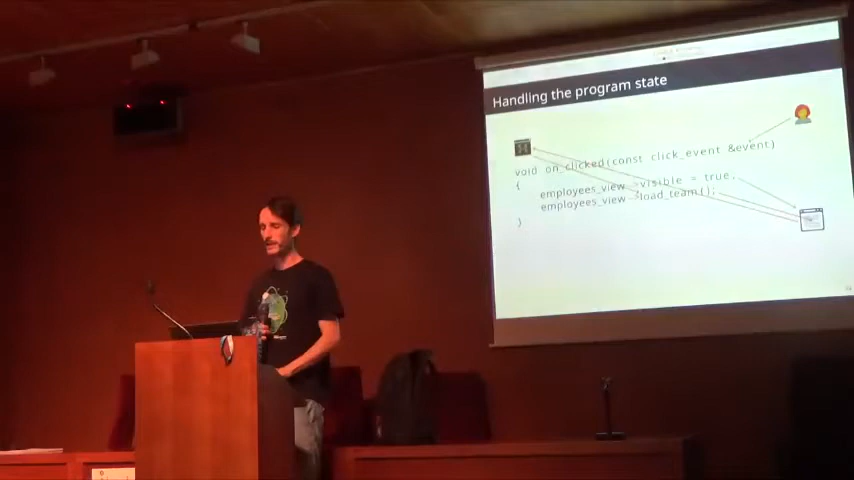 Handling the program state
void on_clicked(const click_event &event)
{
employees_view->visible = true;
employees_view->load_team();
}